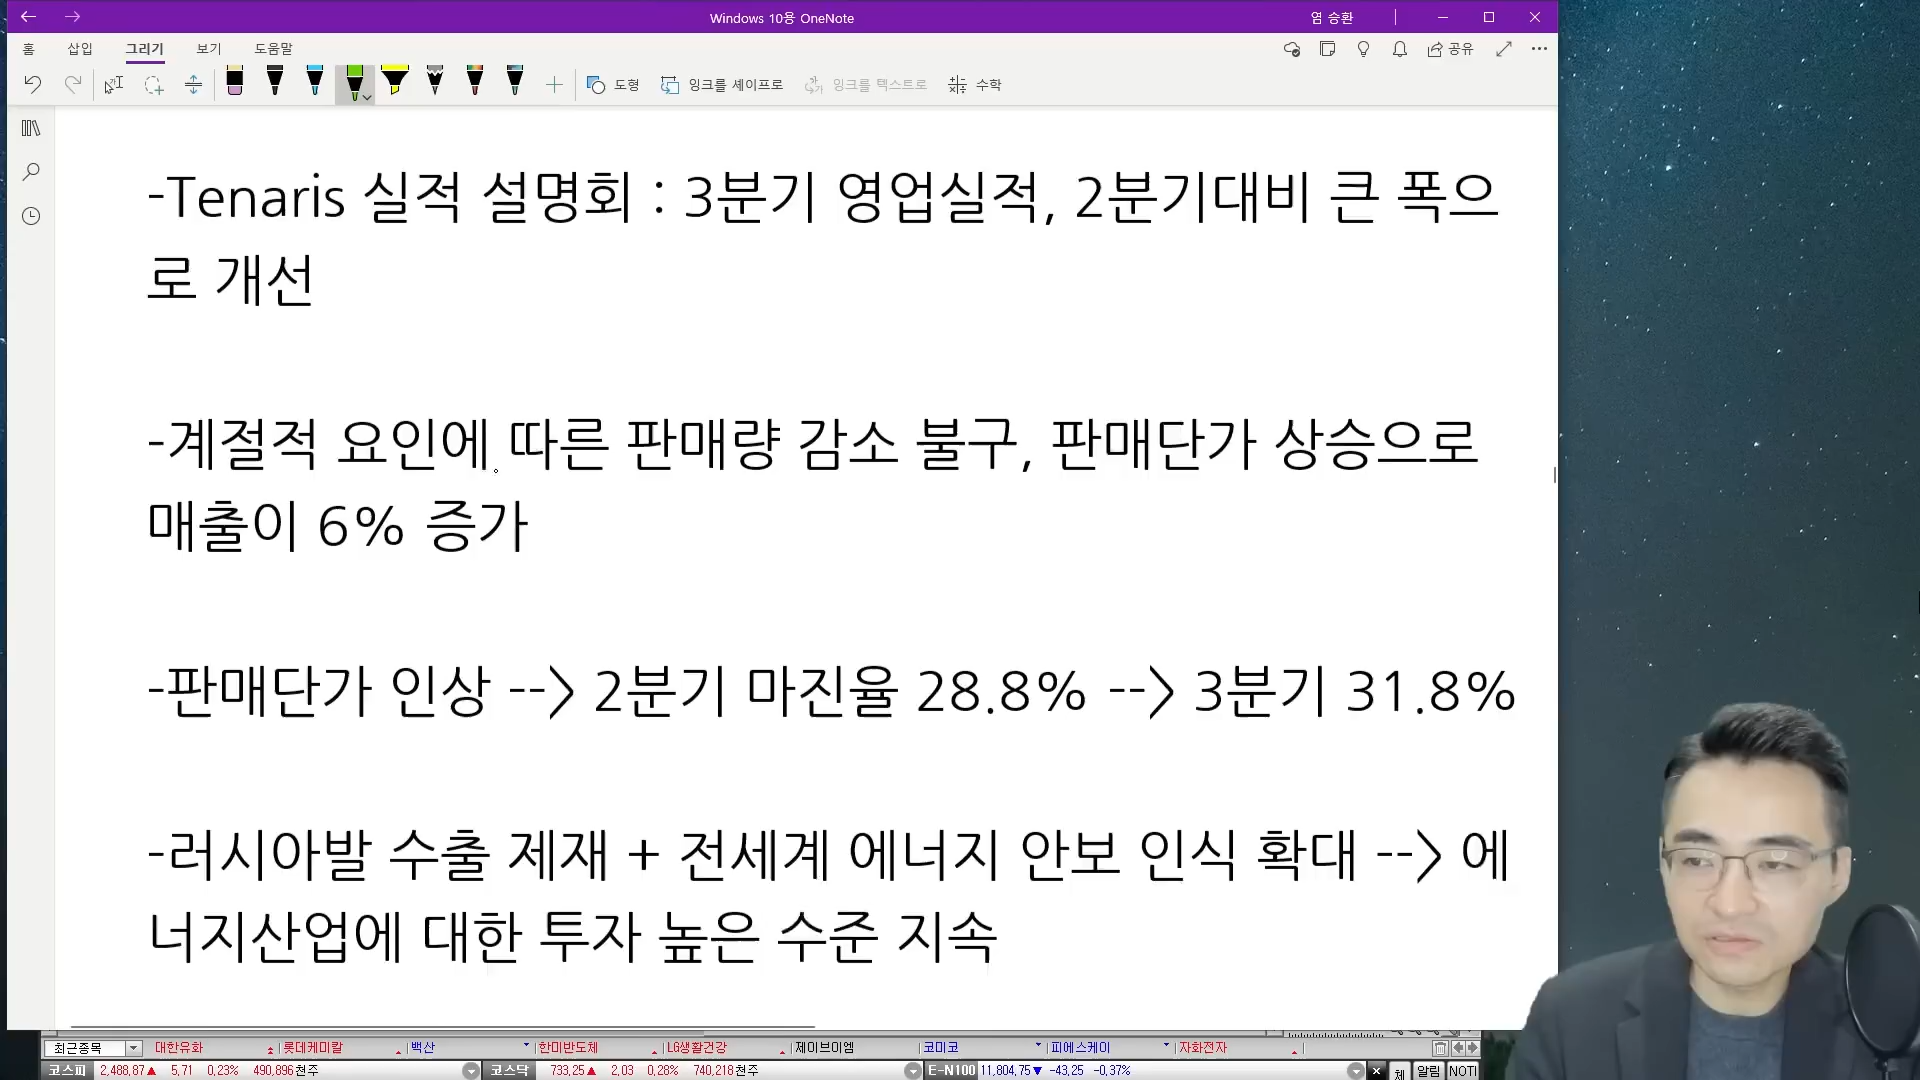 Windows 10용 OneNote
염 승환
홈 삽입 그리기 보기 도움말
공유
도형 잉크를 셰이프로 잉크를 텍스트로 수학
-Tenaris 실적 설명회 : 3분기 영업실적, 2분기대비 큰 폭으
로 개선
-계절적 요인에 따른 판매량 감소 불구, 판매단가 상승으로
매출이 6% 증가
-판매단가 인상 --> 2분기 마진율 28.8% --> 3분기 31.8%
-러시아발 수출 제재 + 전세계 에너지 안보 인식 확대 --> 에
너지산업에 대한 투자 높은 수준 지속
최근종목 대한유화 롯데케미칼 백산 한미반도체 LG생활건강 제이브이엠 코미코 피에스케이 자화전자
코스피 2,488,87▲ 5,71 0,23% 490,896천주 코스닥 733,25▲ 2,03 0,28% 740,218천주 E-N100 11,804,75▼ -43,25 -0,37% 체 알림 NOTI